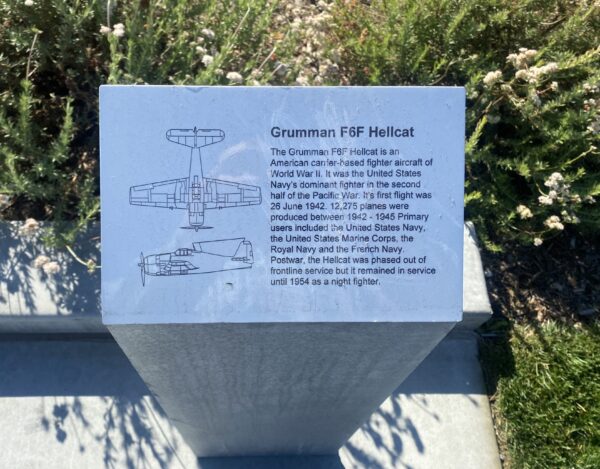 Grumman F6F Hellcat
The Grumman F6F Hellcat is an
American carrier-based fighter aircraft of
World War II. It was the United States
Navy's dominant fighter in the second
half of the Pacific War. It's first flight was
26 June 1942. 12,275 planes were
produced between 1942 - 1945 Primary
users included the United States Navy,
the United States Marine Corps, the
Royal Navy and the French Navy.
Postwar, the Hellcat was phased out of
frontline service but it remained in service
until 1954 as a night fighter.